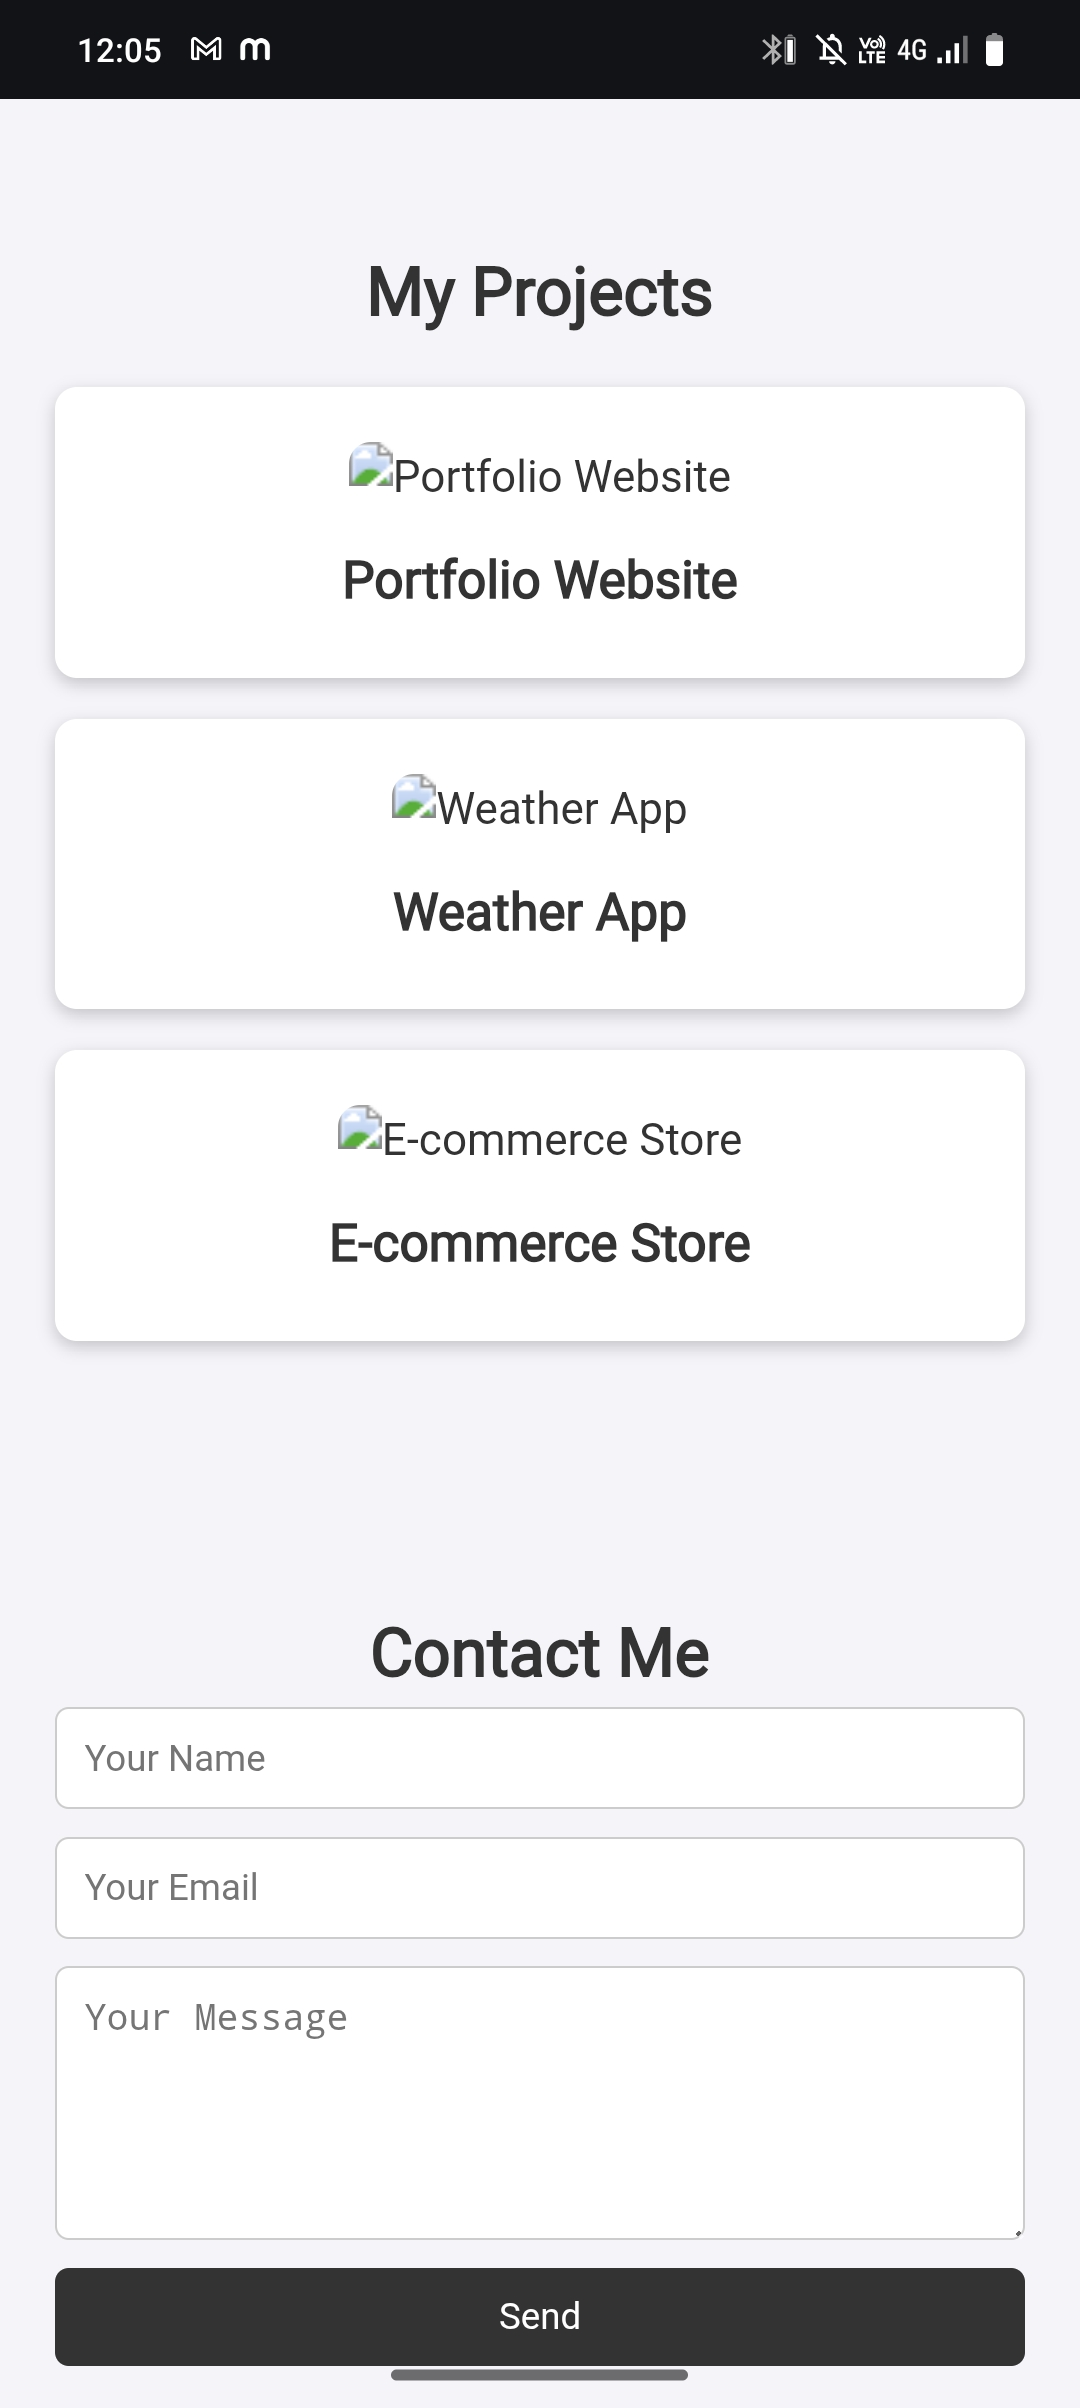 12:05 VoLTE 4G
My Projects
Portfolio Website
Portfolio Website
Weather App
Weather App
E-commerce Store
E-commerce Store
Contact Me
Your Name
Your Email
Your Message
Send